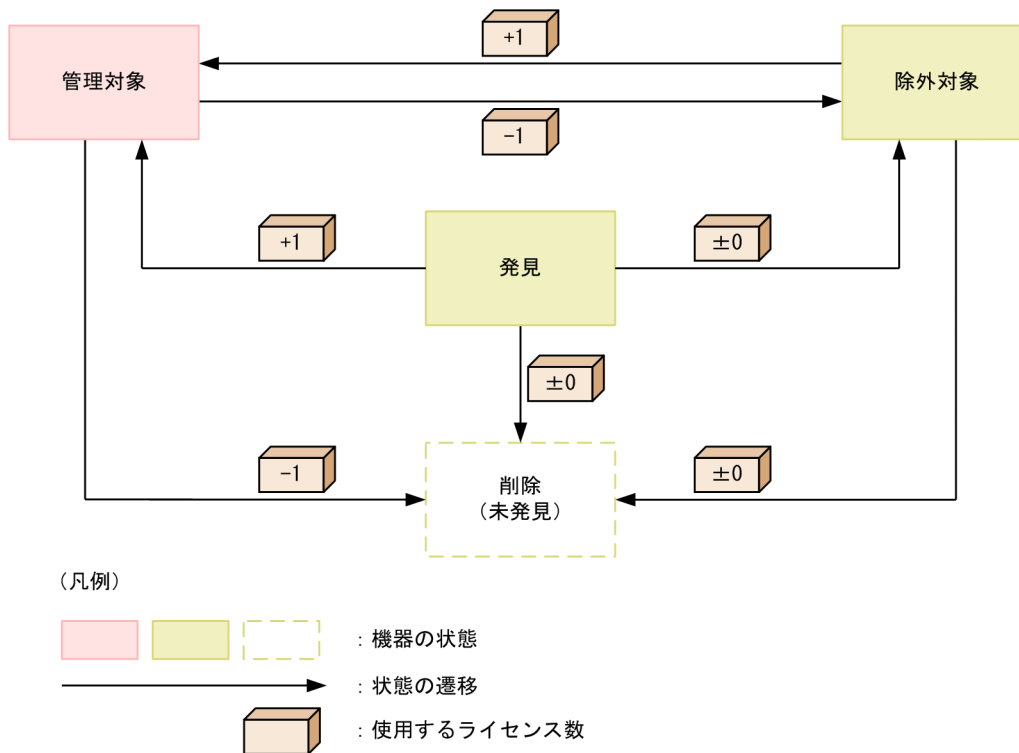 +1
管理対象
除外対象
-1
+1
発見
±0
±0
-1
削除
（未発見）
±0
（凡例）
：機器の状態
：状態の遷移
：使用するライセンス数